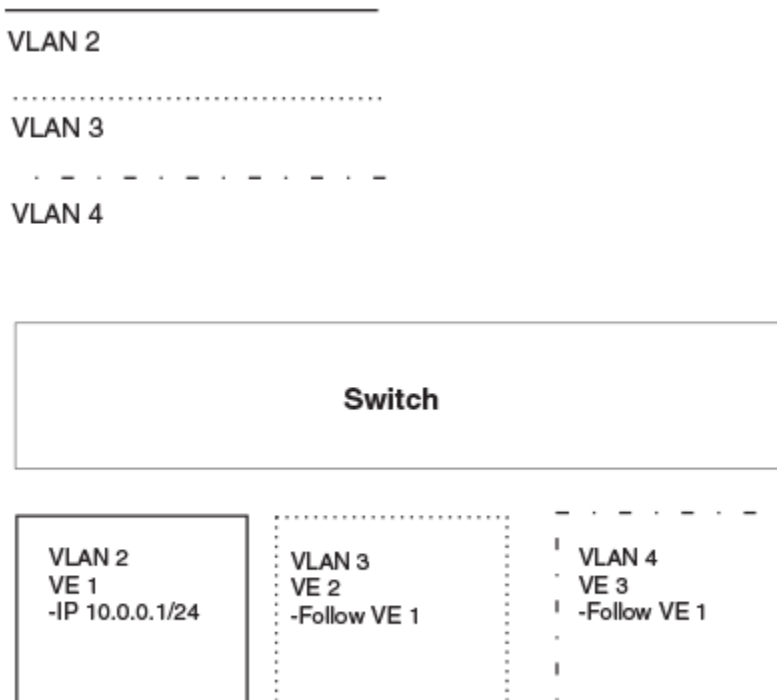 VLAN 2
VLAN 3
VLAN 4
Switch
VLAN 2
VE 1
-IP 10.0.0.1/24
VLAN 3
VE 2
-Follow VE 1
VLAN 4
VE 3
-Follow VE 1